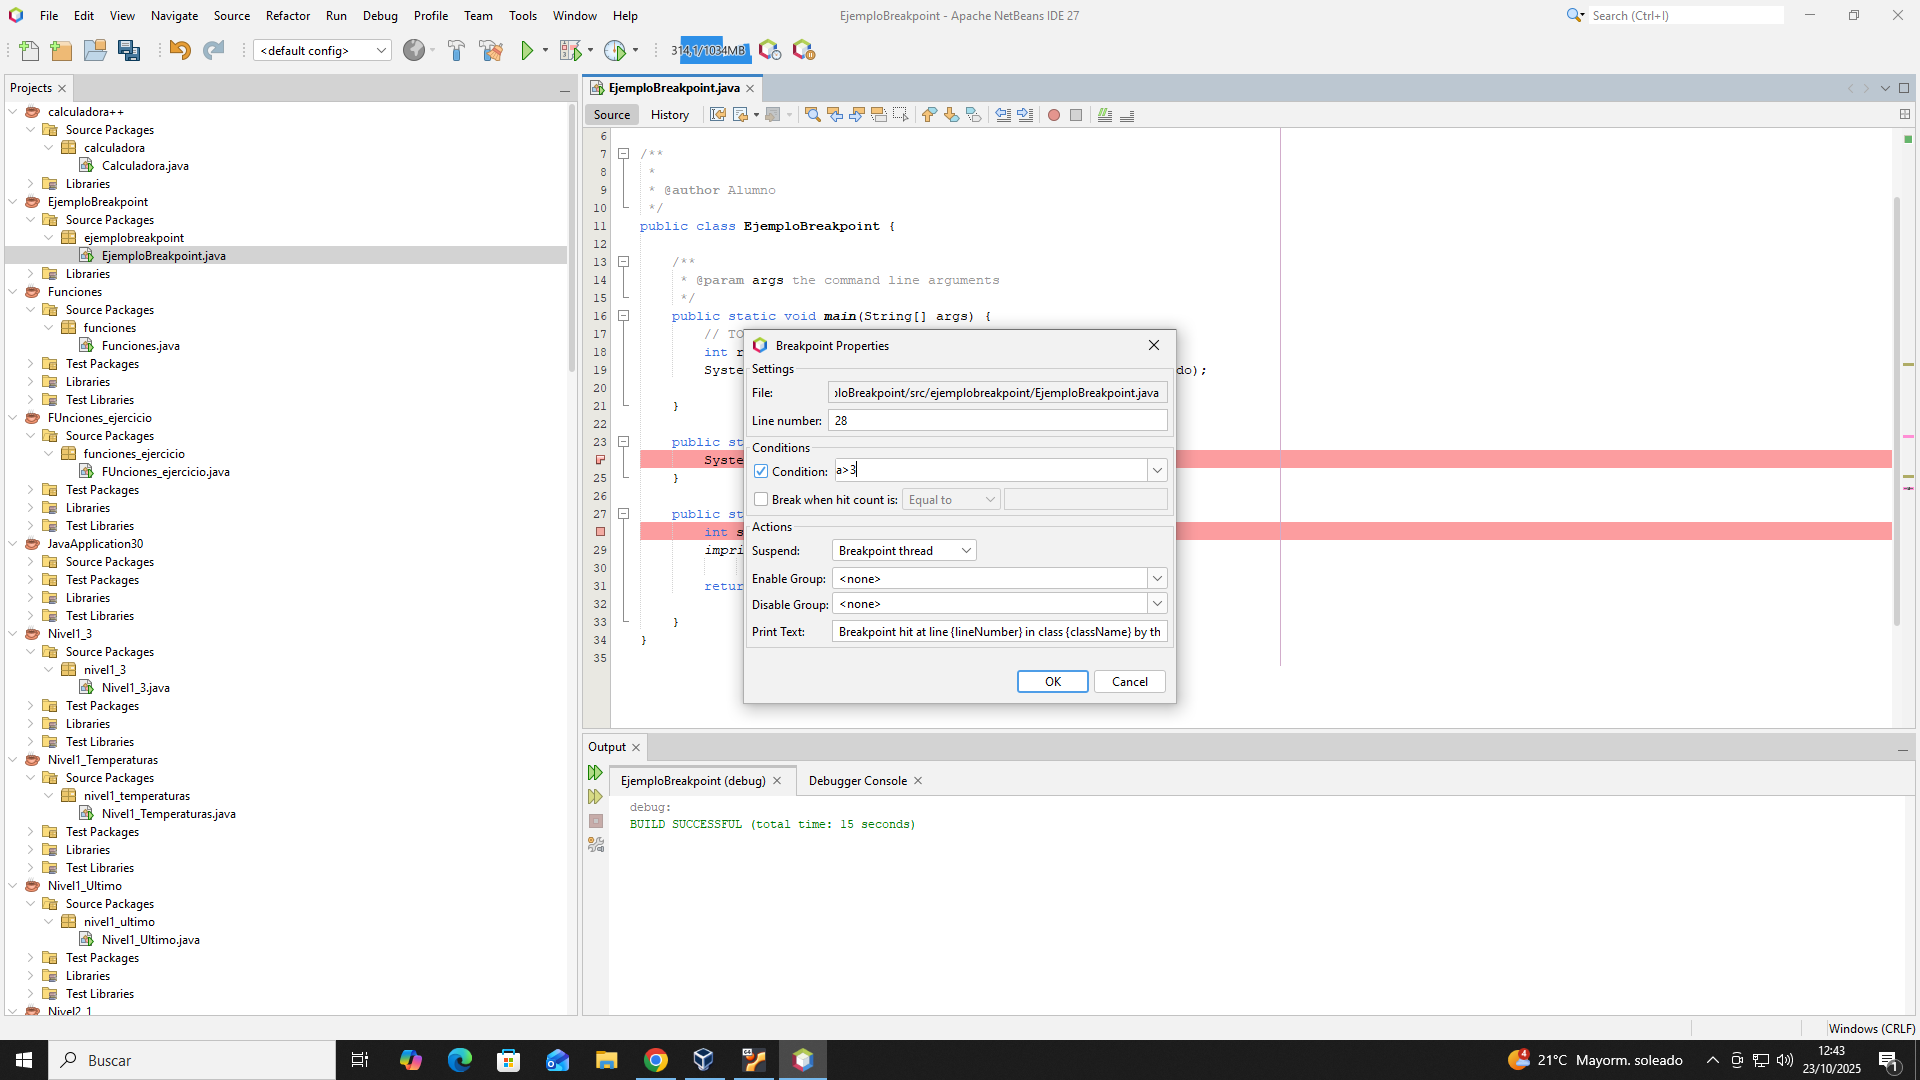 File Edit View Navigate Source Refactor Run Debug Profile Team Tools Window Help
EjemploBreakpoint - Apache NetBeans IDE 27
Search (Ctrl+I)
<default config>
314,1/1034MB
Projects
calculadora++
Source Packages
calculadora
Calculadora.java
Libraries
EjemploBreakpoint
Source Packages
ejemplobreakpoint
EjemploBreakpoint.java
Libraries
Funciones
Source Packages
funciones
Funciones.java
Test Packages
Libraries
Test Libraries
FUnciones_ejercicio
Source Packages
funciones_ejercicio
FUnciones_ejercicio.java
Test Packages
Libraries
Test Libraries
JavaApplication30
Source Packages
Test Packages
Libraries
Test Libraries
Nivel1_3
Source Packages
nivel1_3
Nivel1_3.java
Test Packages
Libraries
Test Libraries
Nivel1_Temperaturas
Source Packages
nivel1_temperaturas
Nivel1_Temperaturas.java
Test Packages
Libraries
Test Libraries
Nivel1_Ultimo
Source Packages
nivel1_ultimo
Nivel1_Ultimo.java
Test Packages
Libraries
Test Libraries
Nivel2_1
EjemploBreakpoint.java
Source History
6
7 /**
8 *
9 * @author Alumno
10 */
11 public class EjemploBreakpoint {
12
13 /**
14 * @param args the command line arguments
15 */
16 public static void main(String[] args) {
17 // TO
18 int r
19 Syste do);
20
21 }
22
23 public st
Syste
25 }
26
27 public st
int s
29 impri
30
31 retur
32
33 }
34 }
35
Breakpoint Properties
Settings
File: loBreakpoint/src/ejemplobreakpoint/EjemploBreakpoint.java
Line number: 28
Conditions
Condition: a>3
Break when hit count is: Equal to
Actions
Suspend: Breakpoint thread
Enable Group: <none>
Disable Group: <none>
Print Text: Breakpoint hit at line {lineNumber} in class {className} by th
OK Cancel
Output
EjemploBreakpoint (debug) Debugger Console
debug:
BUILD SUCCESSFUL (total time: 15 seconds)
Windows (CRLF)
Buscar
64
4
21°C Mayorm. soleado
12:43
23/10/2025
1